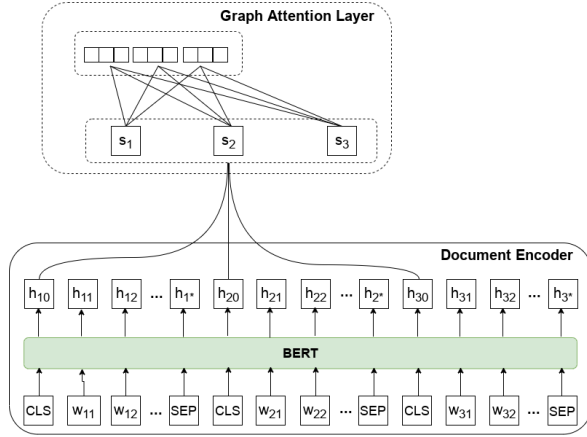 Graph Attention Layer
s1 s2 s3
Document Encoder
h10 h11 h12 ... h1* h20 h21 h22 ... h2* h30 h31 h32 ... h3*
BERT
CLS w11 w12 ... SEP CLS w21 w22 ... SEP CLS w31 w32 ... SEP